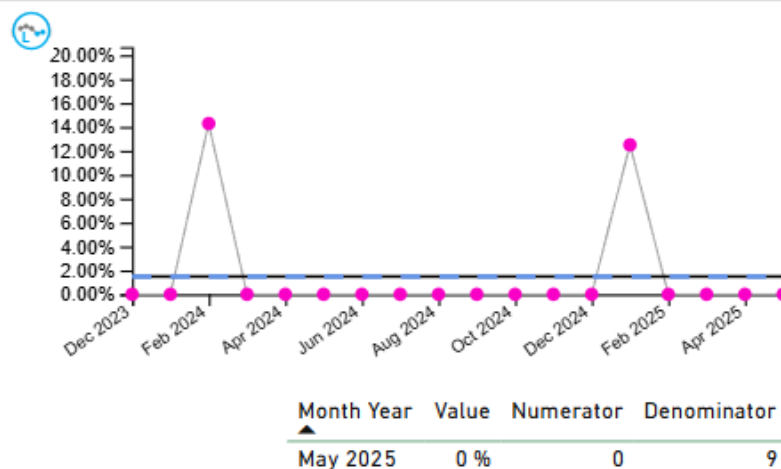 L
20.00%
18.00%
16.00%
14.00%
12.00%
10.00%
8.00%
6.00%
4.00%
2.00%
0.00%
Dec 2023 Feb 2024 Apr 2024 Jun 2024 Aug 2024 Oct 2024 Dec 2024 Feb 2025 Apr 2025
Month Year Value Numerator Denominator
May 2025 0 % 0 9